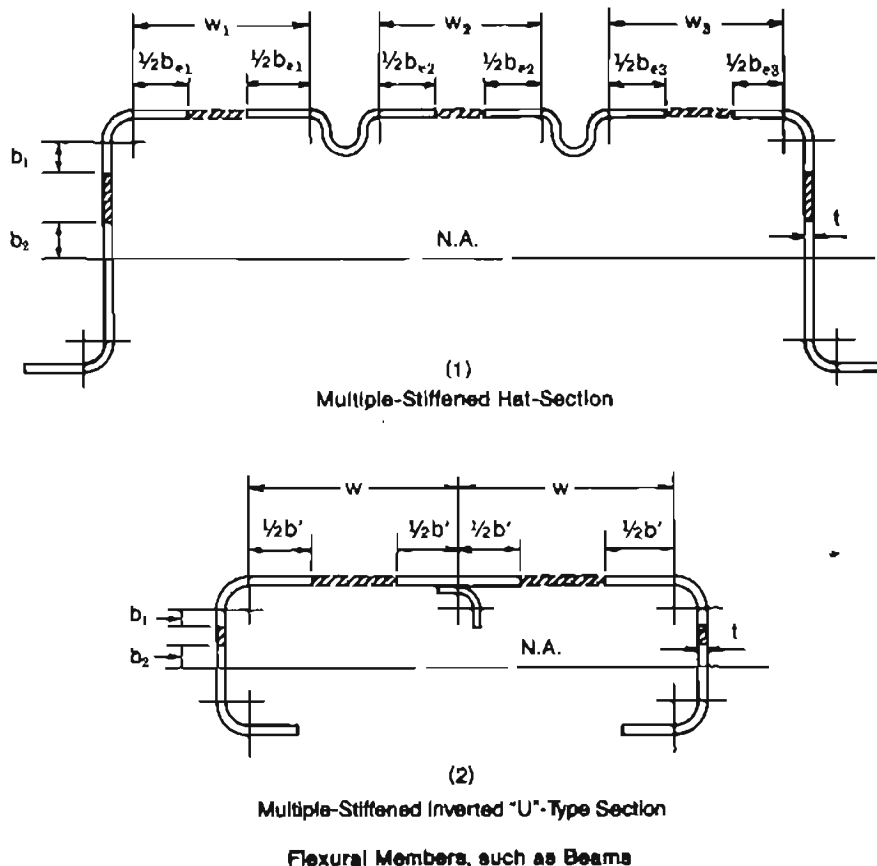 w₁ w₂ w₃
½bₑ₁ ½bₑ₁ ½bₑ₂ ½bₑ₂ ½bₑ₃ ½bₑ₃
b₁
b₂ N.A. t
(1)
Multiple-Stiffened Hat-Section
w w
½b' ½b' ½b' ½b'
b₁
b₂ N.A. t
(2)
Multiple-Stiffened Inverted "U"-Type Section
Flexural Members, such as Beams